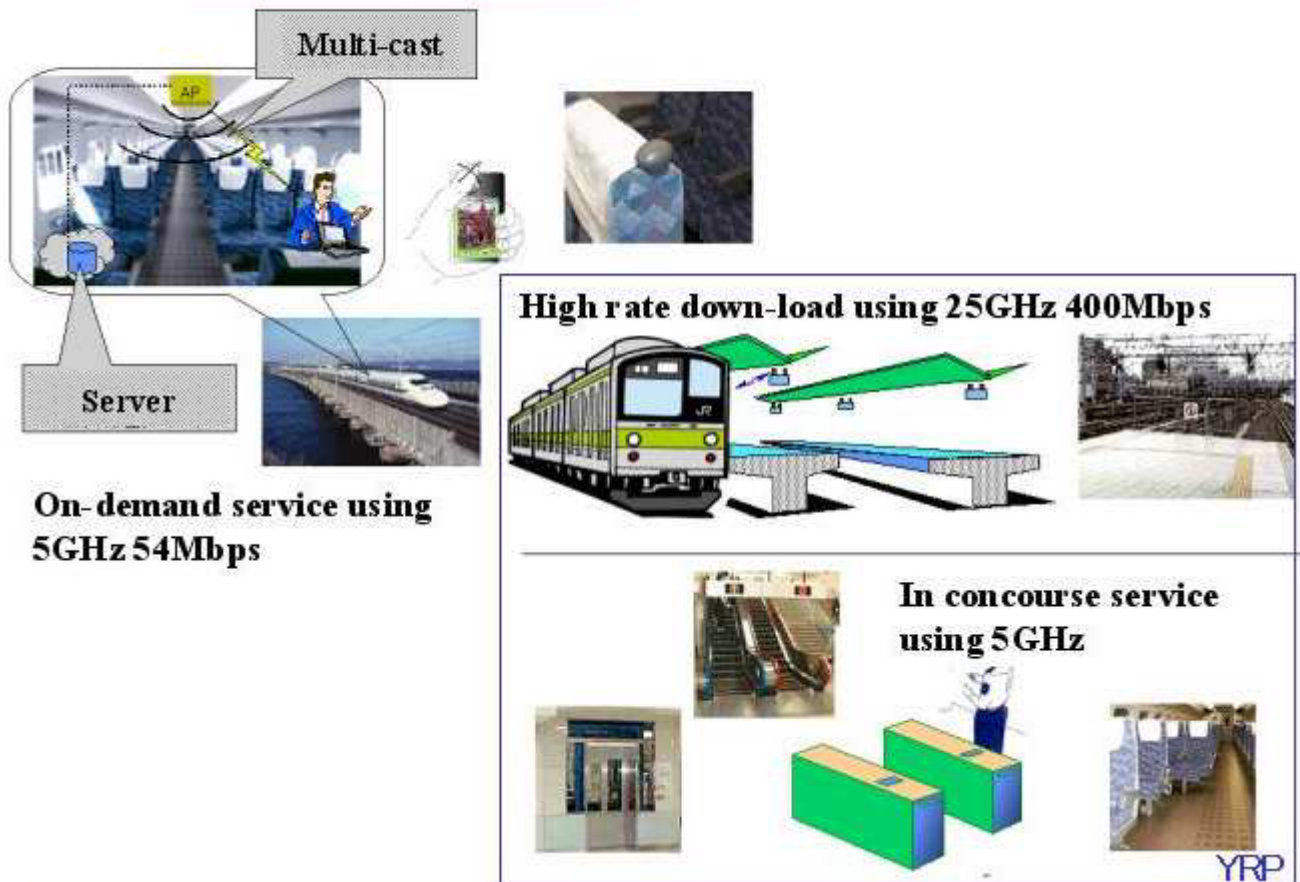 Multi-cast
AP
Server
On-demand service using
5GHz 54Mbps
High rate down-load using 25GHz 400Mbps
JR
In concourse service
using 5GHz
YRP